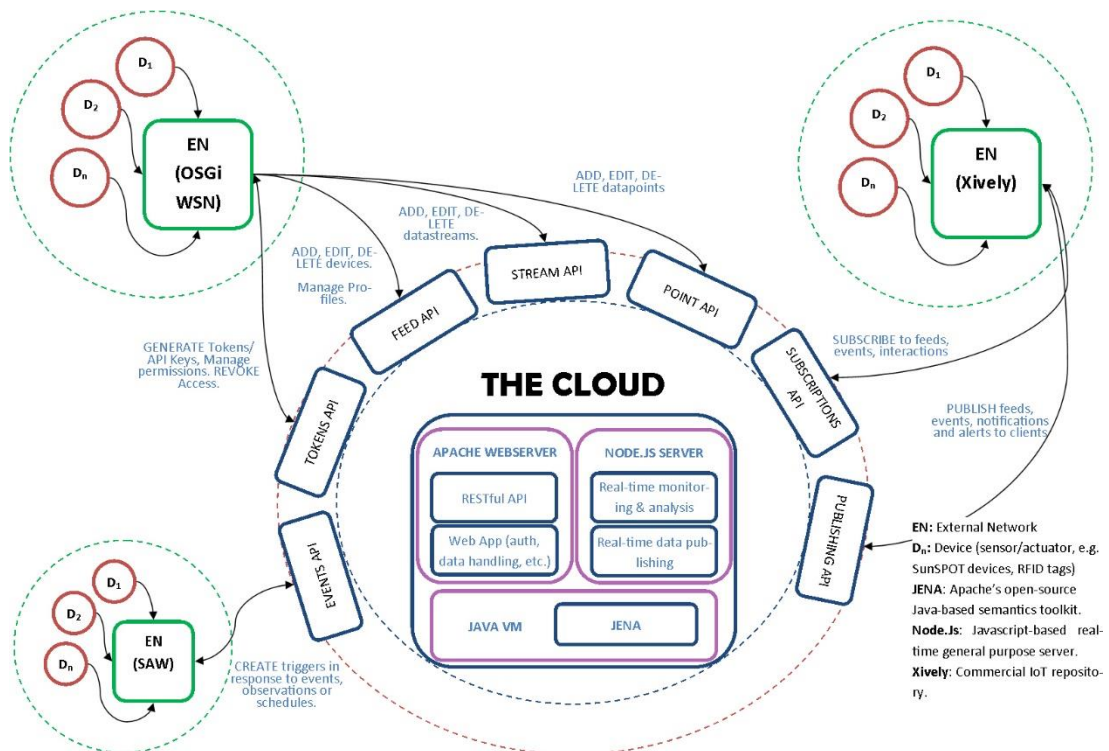 D1
D2
Dn
EN
(OSGi
WSN)
D1
D2
Dn
EN
(Xively)
ADD, EDIT, DE-
LETE datapoints
ADD, EDIT, DE-
LETE
datastreams.
ADD, EDIT, DE-
LETE devices.
Manage Pro-
files.
STREAM API
POINT API
FEED API
GENERATE Tokens/
API Keys, Manage
permissions. REVOKE
Access.
SUBSCRIBE to feeds,
events, interactions
SUBSCRIPTIONS
API
TOKENS API
THE CLOUD
PUBLISH feeds,
events, notifications
and alerts to clients
APACHE WEBSERVER
RESTful API
Web App (auth,
data handling, etc.)
NODE.JS SERVER
Real-time monitor-
ing & analysis
Real-time data pub-
lishing
PUBLISHING API
EVENTS API
JAVA VM
JENA
D1
D2
Dn
EN
(SAW)
CREATE triggers in
response to events,
observations or
schedules.
EN: External Network
Dn: Device (sensor/actuator, e.g.
SunSPOT devices, RFID tags)
JENA: Apache's open-source
Java-based semantics toolkit.
Node.Js: Javascript-based real-
time general purpose server.
Xively: Commercial IoT reposito-
ry.